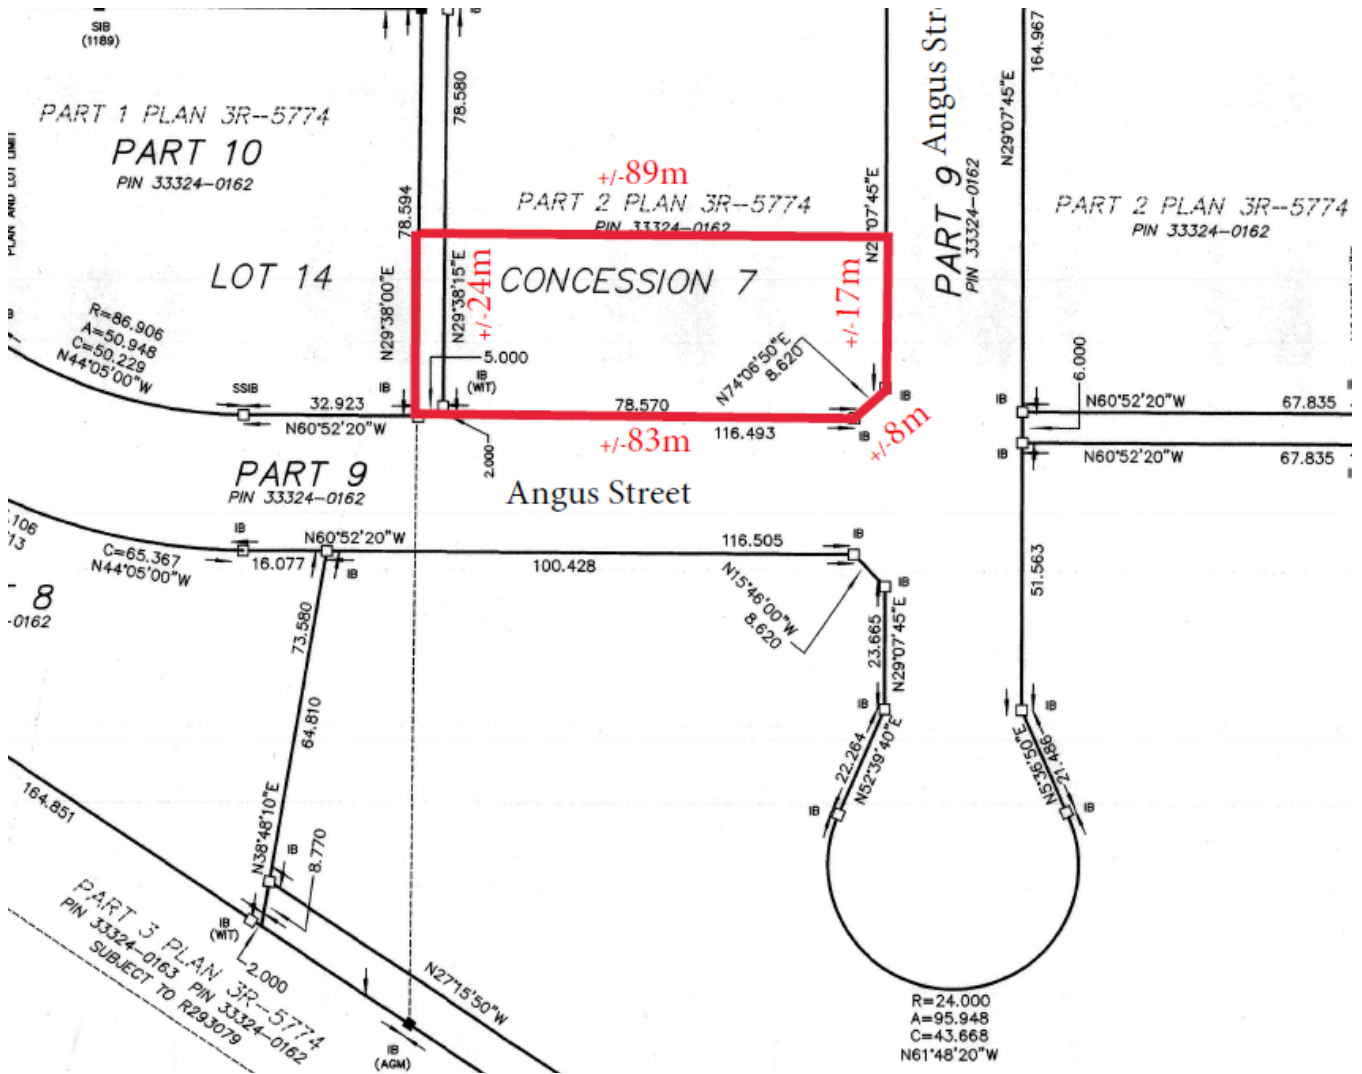 SIB
(1189)
IB
IB
78.580
164.967
N29°07'45"E
Angus Str
PART 1 PLAN 3R--5774
PART 10
PIN 33324-0162
PLAN AND LOT LIMIT
+/-89m
PART 2 PLAN 3R--5774
PIN 33324-0162
78.594
PART 9
PIN 33324-0162
PART 2 PLAN 3R--5774
PIN 33324-0162
LOT 14
CONCESSION 7
N29°38'00"E
N29°38'15"E
+/-24m
+/-17m
R=86.906
A=50.948
C=50.229
N44°05'00"W
5.000
IB
(WIT)
N74°06'50"E
8.620
6.000
SSIB
IB
IB
32.923
78.570
N60°52'20"W
67.835
N60°52'20"W
+/-83m
116.493
IB
+/-8m
2.000
IB
N60°52'20"W
67.835
PART 9
PIN 33324-0162
Angus Street
.106
IB
N60°52'20"W
116.505
IB
C=65.367
N44°05'00"W
16.077
IB
100.428
IB
N15°46'00"W
8.620
51.563
8
-0162
73.580
23.665
N29°07'45"E
64.810
IB
IB
22.264
N52°39'40"E
N5°36'50"E
21.486
164.851
N38°48'10"E
IB
8.770
IB
IB
IB
(WIT)
2.000
PART 3 PLAN 3R--5774
PIN 33324-0163 PIN 33324-0162
SUBJECT TO R293079
N27°15'50"W
IB
(AGM)
R=24.000
A=95.948
C=43.668
N61°48'20"W